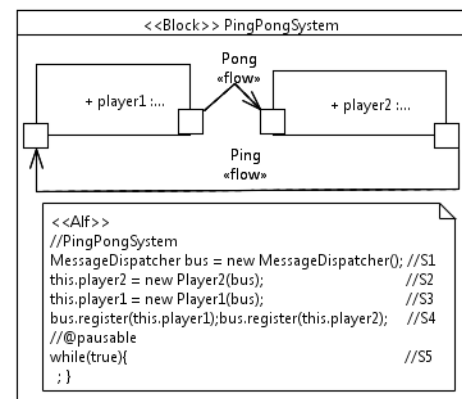 <<Block>> PingPongSystem
Pong
«flow»
+ player1 :...
+ player2 :...
Ping
«flow»
<<Alf>>
//PingPongSystem
MessageDispatcher bus = new MessageDispatcher(); //S1
this.player2 = new Player2(bus); //S2
this.player1 = new Player1(bus); //S3
bus.register(this.player1);bus.register(this.player2); //S4
//@pausable
while(true){ //S5
; }